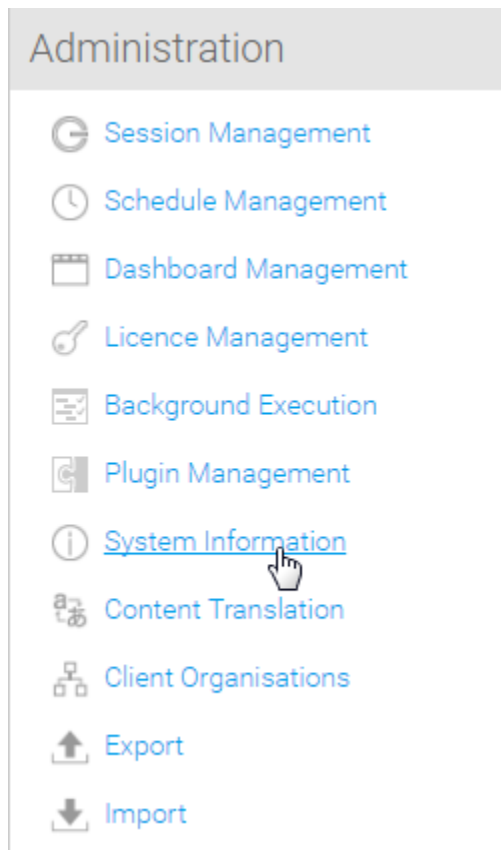 Administration
Session Management
Schedule Management
Dashboard Management
Licence Management
Background Execution
Plugin Management
System Information
Content Translation
Client Organisations
Export
Import